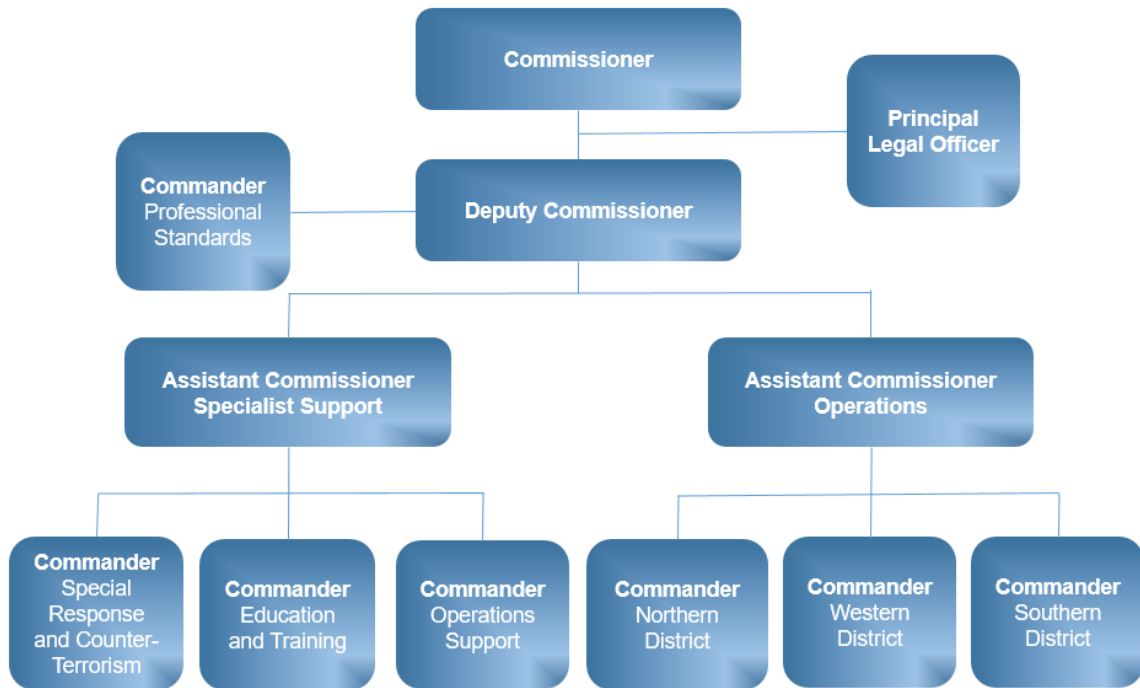 Commissioner
Principal
Legal Officer
Commander
Professional
Standards
Deputy Commissioner
Assistant Commissioner
Specialist Support
Assistant Commissioner
Operations
Commander
Special
Response
and Counter-
Terrorism
Commander
Education
and Training
Commander
Operations
Support
Commander
Northern
District
Commander
Western
District
Commander
Southern
District